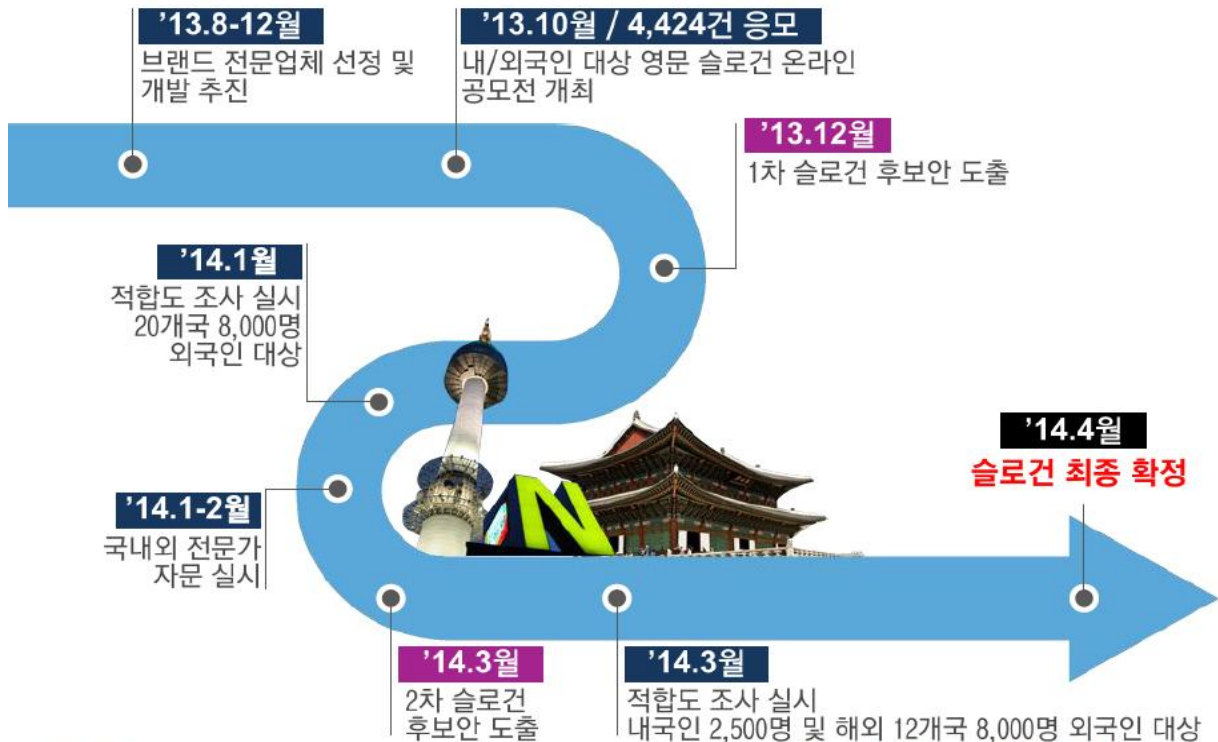 ’13.8-12월
브랜드 전문업체 선정 및
개발 추진
’13.10월 / 4,424건 응모
내/외국인 대상 영문 슬로건 온라인
공모전 개최
’13.12월
1차 슬로건 후보안 도출
’14.1월
적합도 조사 실시
20개국 8,000명
외국인 대상
’14.1-2월
국내외 전문가
자문 실시
’14.3월
2차 슬로건
후보안 도출
’14.3월
적합도 조사 실시
내국인 2,500명 및 해외 12개국 8,000명 외국인 대상
’14.4월
슬로건 최종 확정
N